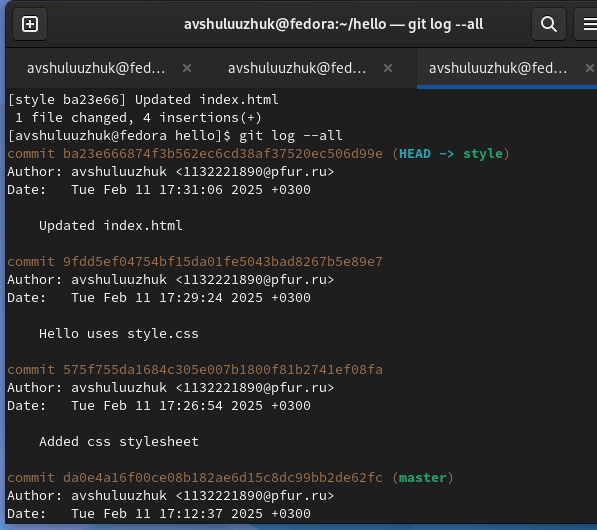 avshuluuzhuk@fedora:~/hello — git log --all
avshuluuzhuk@fed... × avshuluuzhuk@fed... × avshuluuzhuk@fed... ×
[style ba23e66] Updated index.html
 1 file changed, 4 insertions(+)
[avshuluuzhuk@fedora hello]$ git log --all
commit ba23e666874f3b562ec6cd38af37520ec506d99e (HEAD -> style)
Author: avshuluuzhuk <1132221890@pfur.ru>
Date:   Tue Feb 11 17:31:06 2025 +0300
    Updated index.html
commit 9fdd5ef04754bf15da01fe5043bad8267b5e89e7
Author: avshuluuzhuk <1132221890@pfur.ru>
Date:   Tue Feb 11 17:29:24 2025 +0300
    Hello uses style.css
commit 575f755da1684c305e007b1800f81b2741ef08fa
Author: avshuluuzhuk <1132221890@pfur.ru>
Date:   Tue Feb 11 17:26:54 2025 +0300
    Added css stylesheet
commit da0e4a16f00ce08b182ae6d15c8dc99bb2de62fc (master)
Author: avshuluuzhuk <1132221890@pfur.ru>
Date:   Tue Feb 11 17:12:37 2025 +0300